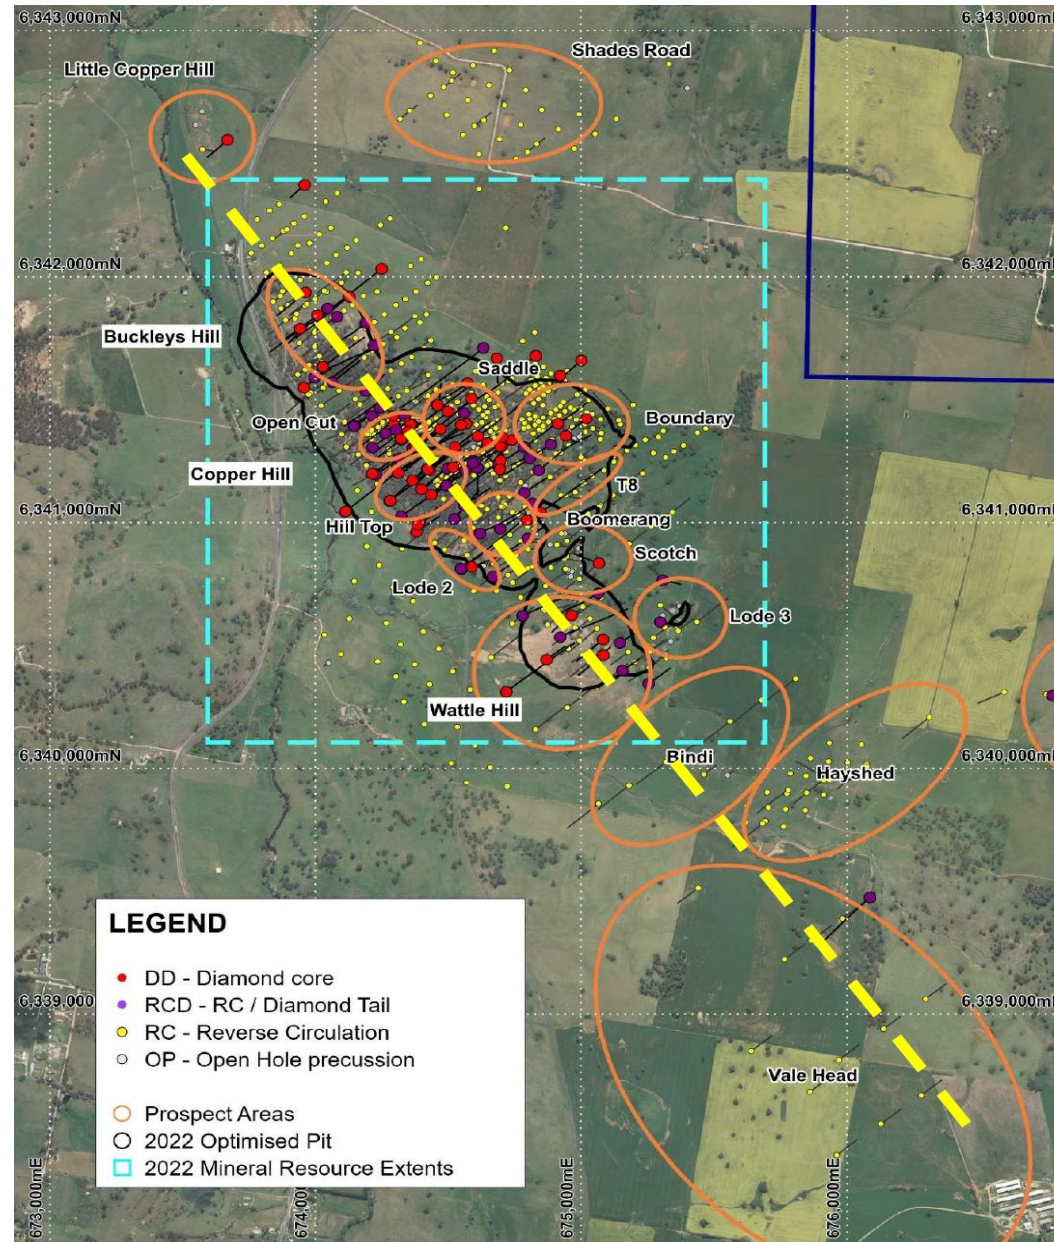 6,343,000mN
6,343,000mN
Shades Road
Little Copper Hill
6,342,000mN
6,342,000m
Buckleys Hill
Saddle
Open Cut
Boundary
Copper Hill
T8
6,341,000mN
Hill Top
Boomerang
6,341,000m
Scotch
Lode 2
Lode 3
Wattle Hill
6,340,000mN
Bindi
6,340,000m
Hayshed
LEGEND
DD - Diamond core
RCD - RC / Diamond Tail
RC - Reverse Circulation
OP - Open Hole precussion
Prospect Areas
2022 Optimised Pit
2022 Mineral Resource Extents
6,339,000mN
6,339,000m
Vale Head
673,000mE
674,000
675,000mE
676,000mE